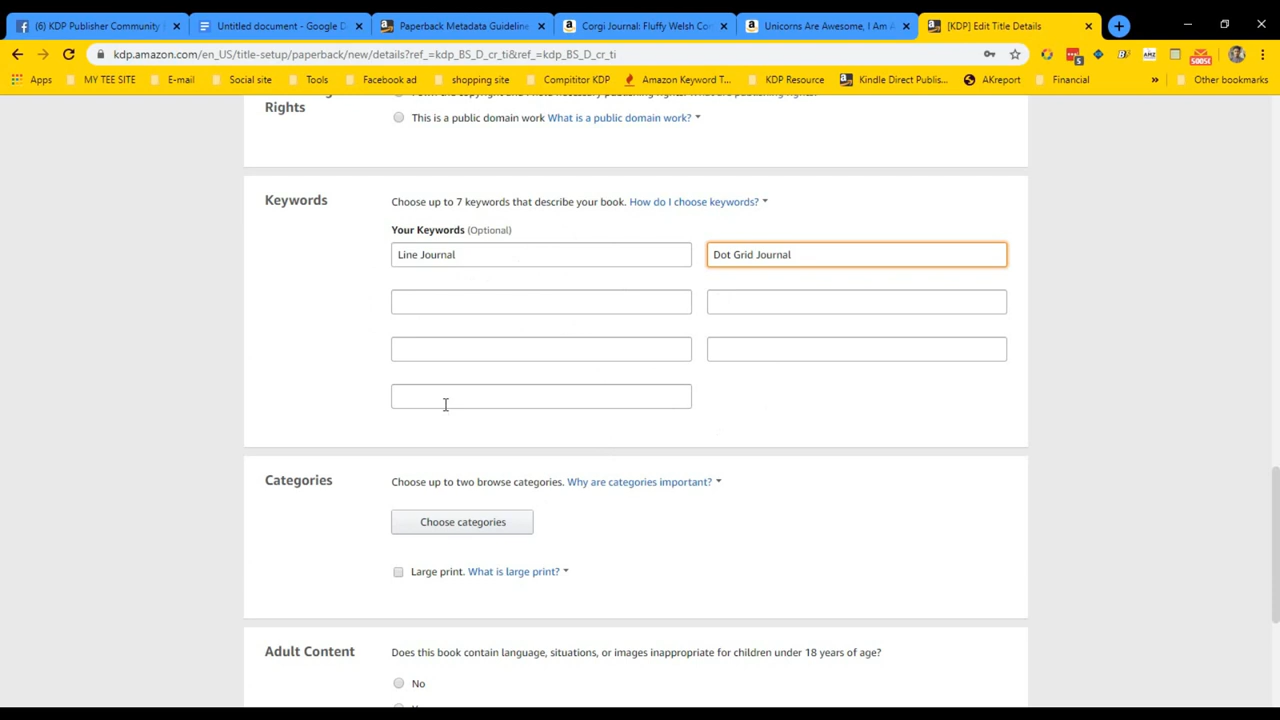 (6) KDP Publisher Community
Untitled document - Google D
Paperback Metadata Guideline
Corgi Journal: Fluffy Welsh Co
Unicorns Are Awesome, I Am A
[KDP] Edit Title Details
kdp.amazon.com/en_US/title-setup/paperback/new/details?ref_=kdp_BS_D_cr_ti&ref=kdp_BS_D_cr_ti
Apps
MY TEE SITE
E-mail
Social site
Tools
Facebook ad
shopping site
Compititor KDP
Amazon Keyword T...
KDP Resource
Kindle Direct Publis...
AKreport
Financial
»
Other bookmarks
Rights
This is a public domain work What is a public domain work?
Keywords
Choose up to 7 keywords that describe your book. How do I choose keywords?
Your Keywords (Optional)
Line Journal
Dot Grid Journal
Categories
Choose up to two browse categories. Why are categories important?
Choose categories
Large print. What is large print?
Adult Content
Does this book contain language, situations, or images inappropriate for children under 18 years of age?
No